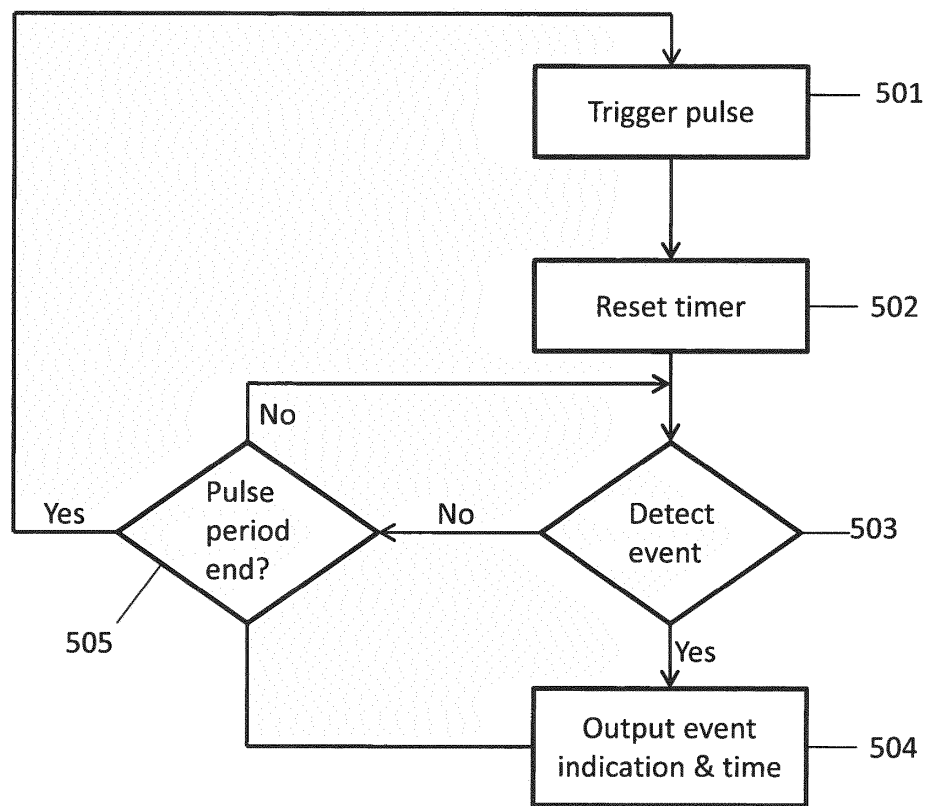 Trigger pulse
501
Reset timer
502
No
Yes
Pulse
period
end?
No
Detect
event
503
505
Yes
Output event
indication & time
504